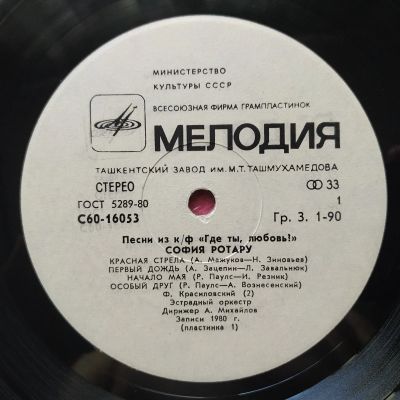 МИНИСТЕРСТВО
КУЛЬТУРЫ СССР
ВСЕСОЮЗНАЯ ФИРМА ГРАМПЛАСТИНОК
МЕЛОДИЯ
ТАШКЕНТСКИЙ ЗАВОД ИМ. М.Т. ТАШМУХАМЕДОВА
СТЕРЕО 33
ГОСТ 5289-80 1
С60-16053 Гр. 3. 1-90
Песни из к/ф «Где ты, любовь!»
СОФИЯ РОТАРУ
КРАСНАЯ СТРЕЛА (А. Мажуков—Н. Зиновьев)
ПЕРВЫЙ ДОЖДЬ (А. Зацепин—Л. Завальнюк)
НАЧАЛО МАЯ (Р. Паулс—И. Резник)
ОСОБЫЙ ДРУГ (Р. Паулс—А. Вознесенский)
Ф. Красиловский (2)
Эстрадный оркестр
Дирижер А. Михайлов
Записи 1980 г.
(пластинка 1)